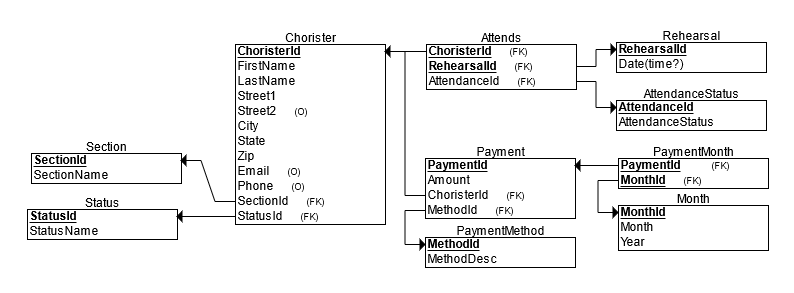 Chorister
ChoristerId
FirstName
LastName
Street1
Street2 (O)
City
State
Zip
Email (O)
Phone (O)
SectionId (FK)
StatusId (FK)
Section
SectionId
SectionName
Status
StatusId
StatusName
Attends
ChoristerId (FK)
RehearsalId (FK)
AttendanceId (FK)
Rehearsal
RehearsalId
Date(time?)
AttendanceStatus
AttendanceId
AttendanceStatus
Payment
PaymentId
Amount
ChoristerId (FK)
MethodId (FK)
PaymentMethod
MethodId
MethodDesc
PaymentMonth
PaymentId (FK)
MonthId (FK)
Month
MonthId
Month
Year